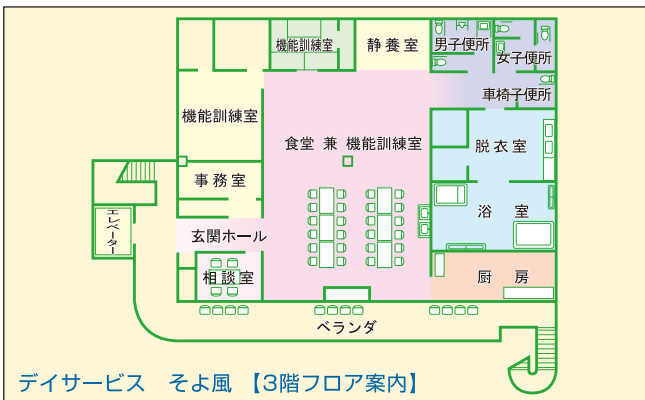 機能訓練室
静養室
男子便所
女子便所
車椅子便所
機能訓練室
食堂 兼 機能訓練室
脱衣室
事務室
浴 室
エレベーター
玄関ホール
相談室
厨 房
ベランダ
デイサービス　そよ風 【3階フロア案内】